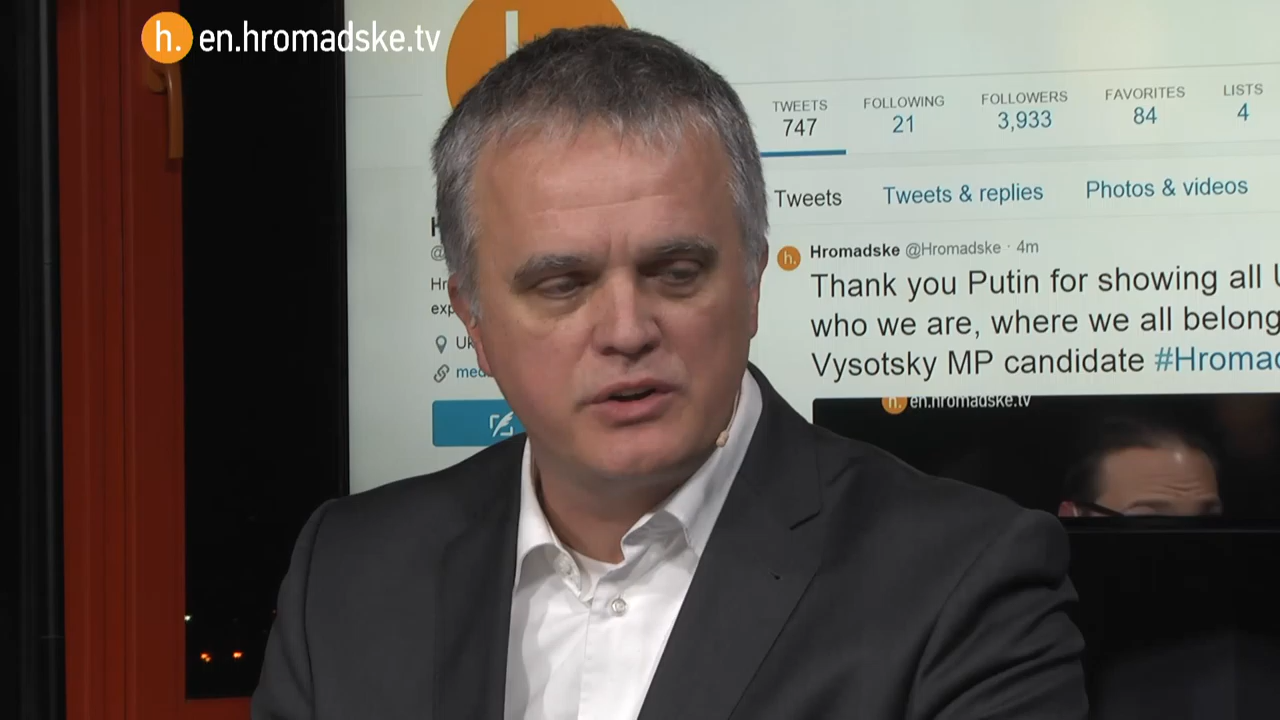 h. en.hromadske.tv
TWEETS
747
FOLLOWING
21
FOLLOWERS
3,933
FAVORITES
84
LISTS
4
Tweets
Tweets & replies
Photos & videos
h. Hromadske @Hromadske · 4m
Thank you Putin for showing all
who we are, where we all belong
Vysotsky MP candidate #Hromad
h. en.hromadske.tv